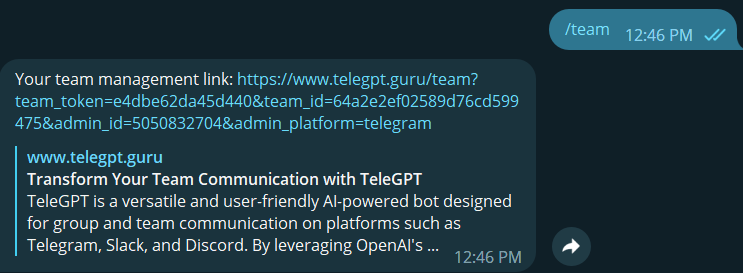 /team 12:46 PM
Your team management link: https://www.telegpt.guru/team?
team_token=e4dbe62da45d440&team_id=64a2e2ef02589d76cd599
475&admin_id=5050832704&admin_platform=telegram
www.telegpt.guru
Transform Your Team Communication with TeleGPT
TeleGPT is a versatile and user-friendly AI-powered bot designed
for group and team communication on platforms such as
Telegram, Slack, and Discord. By leveraging OpenAI's ...
12:46 PM